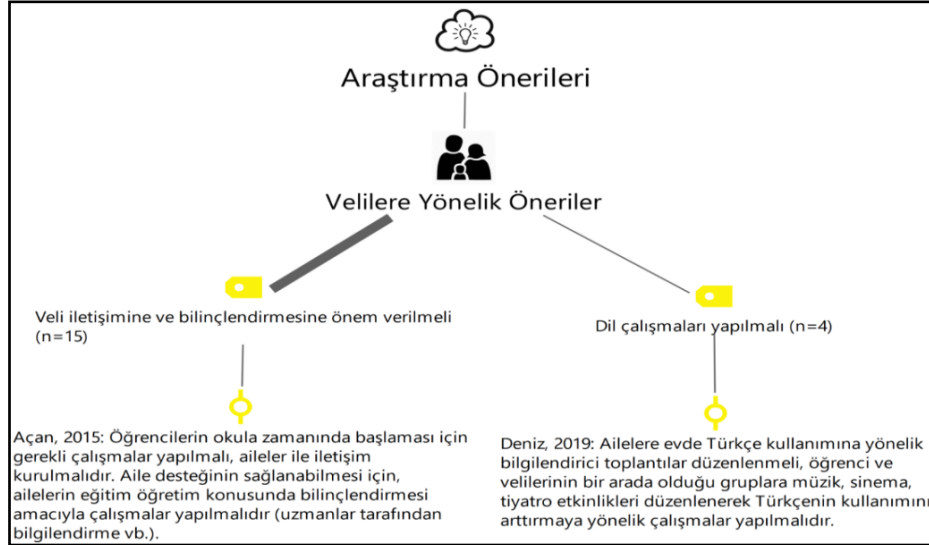 Araştırma Önerileri
Velilere Yönelik Öneriler
Veli iletişimine ve bilinçlendirmesine önem verilmeli
(n=15)
Açan, 2015: Öğrencilerin okula zamanında başlaması için
gerekli çalışmalar yapılmalı, aileler ile iletişim
kurulmalıdır. Aile desteğinin sağlanabilmesi için,
ailelerin eğitim öğretim konusunda bilinçlendirmesi
amacıyla çalışmalar yapılmalıdır (uzmanlar tarafından
bilgilendirme vb.).
Dil çalışmaları yapılmalı (n=4)
Deniz, 2019: Ailelere evde Türkçe kullanımına yönelik
bilgilendirici toplantılar düzenlenmeli, öğrenci ve
velilerinin bir arada olduğu gruplara müzik, sinema,
tiyatro etkinlikleri düzenlenerek Türkçenin kullanımını
arttırmaya yönelik çalışmalar yapılmalıdır.